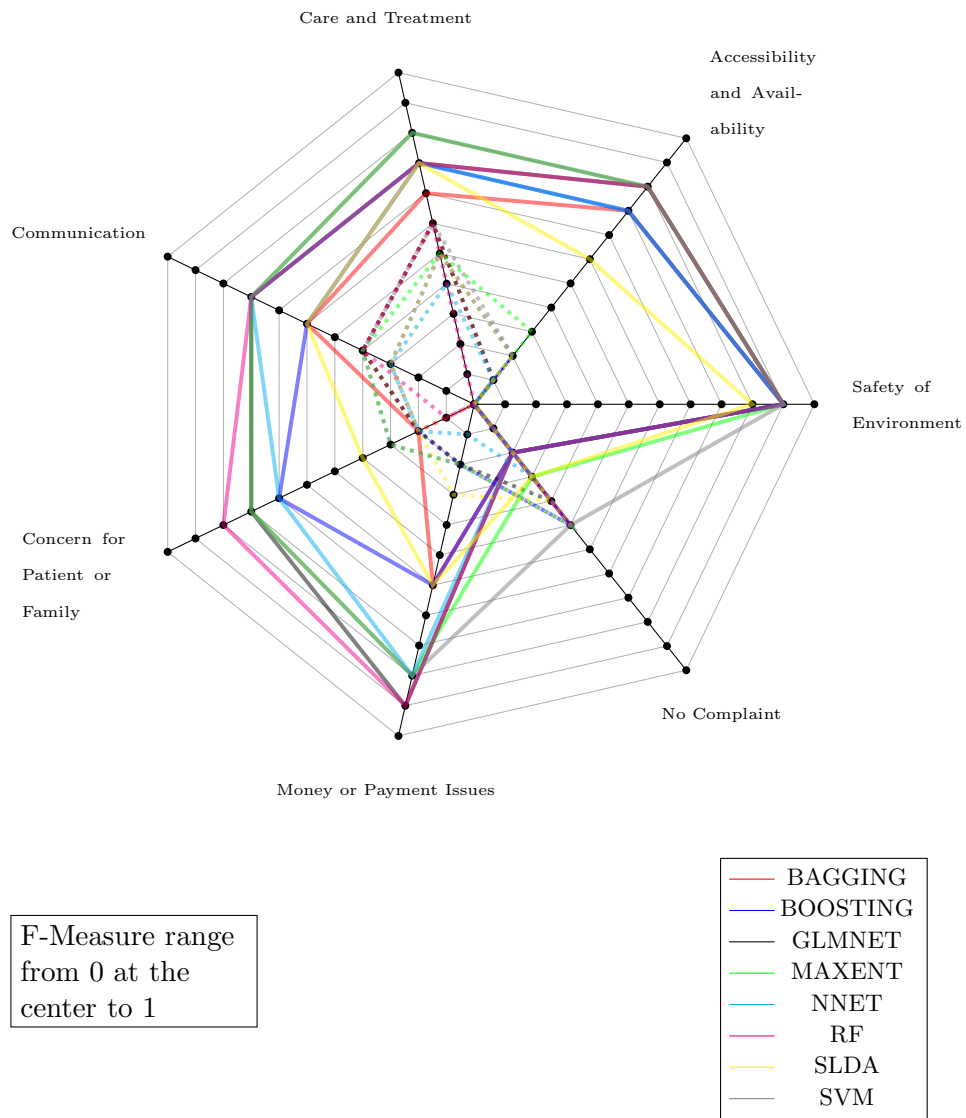 Care and Treatment
Accessibility
and Avail-
ability
Communication
Safety of
Environment
Concern for
Patient or
Family
No Complaint
Money or Payment Issues
F-Measure range
from 0 at the
center to 1
BAGGING
BOOSTING
GLMNET
MAXENT
NNET
RF
SLDA
SVM